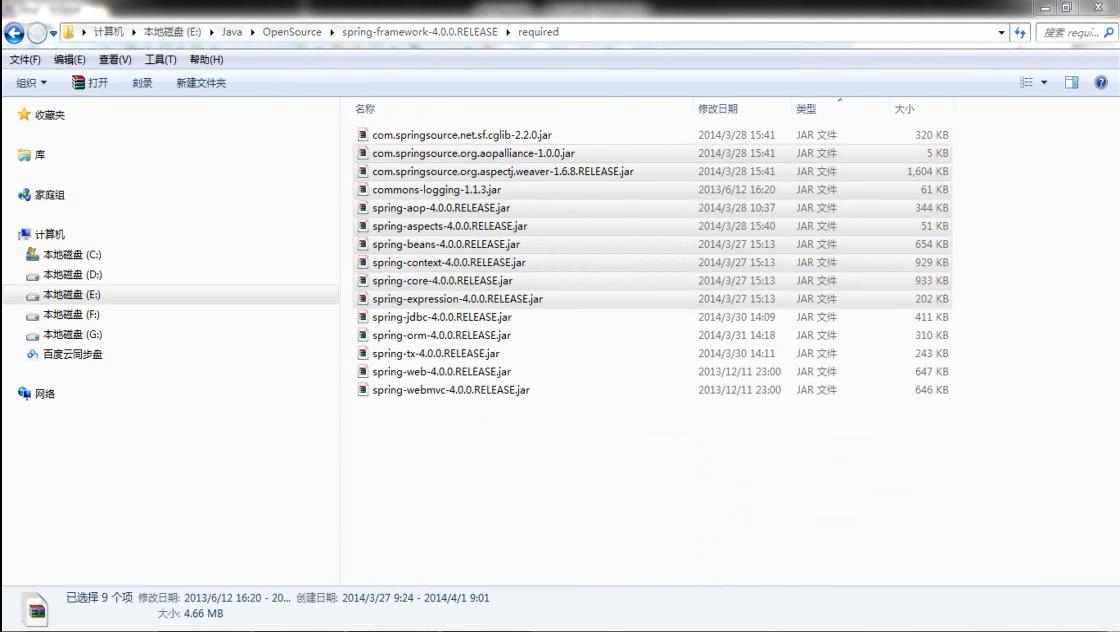 计算机 ▸ 本地磁盘 (E:) ▸ Java ▸ OpenSource ▸ spring-framework-4.0.0.RELEASE ▸ required
搜索 requi...
文件(F) 编辑(E) 查看(V) 工具(T) 帮助(H)
组织 打开 刻录 新建文件夹
收藏夹
库
家庭组
计算机
本地磁盘 (C:)
本地磁盘 (D:)
本地磁盘 (E:)
本地磁盘 (F:)
本地磁盘 (G:)
百度云同步盘
网络
名称 修改日期 类型 大小
com.springsource.net.sf.cglib-2.2.0.jar 2014/3/28 15:41 JAR 文件 320 KB
com.springsource.org.aopalliance-1.0.0.jar 2014/3/28 15:41 JAR 文件 5 KB
com.springsource.org.aspectj.weaver-1.6.8.RELEASE.jar 2014/3/28 15:41 JAR 文件 1,604 KB
commons-logging-1.1.3.jar 2013/6/12 16:20 JAR 文件 61 KB
spring-aop-4.0.0.RELEASE.jar 2014/3/28 10:37 JAR 文件 344 KB
spring-aspects-4.0.0.RELEASE.jar 2014/3/28 15:40 JAR 文件 51 KB
spring-beans-4.0.0.RELEASE.jar 2014/3/27 15:13 JAR 文件 654 KB
spring-context-4.0.0.RELEASE.jar 2014/3/27 15:13 JAR 文件 929 KB
spring-core-4.0.0.RELEASE.jar 2014/3/27 15:13 JAR 文件 933 KB
spring-expression-4.0.0.RELEASE.jar 2014/3/27 15:13 JAR 文件 202 KB
spring-jdbc-4.0.0.RELEASE.jar 2014/3/30 14:09 JAR 文件 411 KB
spring-orm-4.0.0.RELEASE.jar 2014/3/31 14:18 JAR 文件 310 KB
spring-tx-4.0.0.RELEASE.jar 2014/3/30 14:11 JAR 文件 243 KB
spring-web-4.0.0.RELEASE.jar 2013/12/11 23:00 JAR 文件 647 KB
spring-webmvc-4.0.0.RELEASE.jar 2013/12/11 23:00 JAR 文件 646 KB
已选择 9 个项 修改日期: 2013/6/12 16:20 - 20... 创建日期: 2014/3/27 9:24 - 2014/4/1 9:01
大小: 4.66 MB